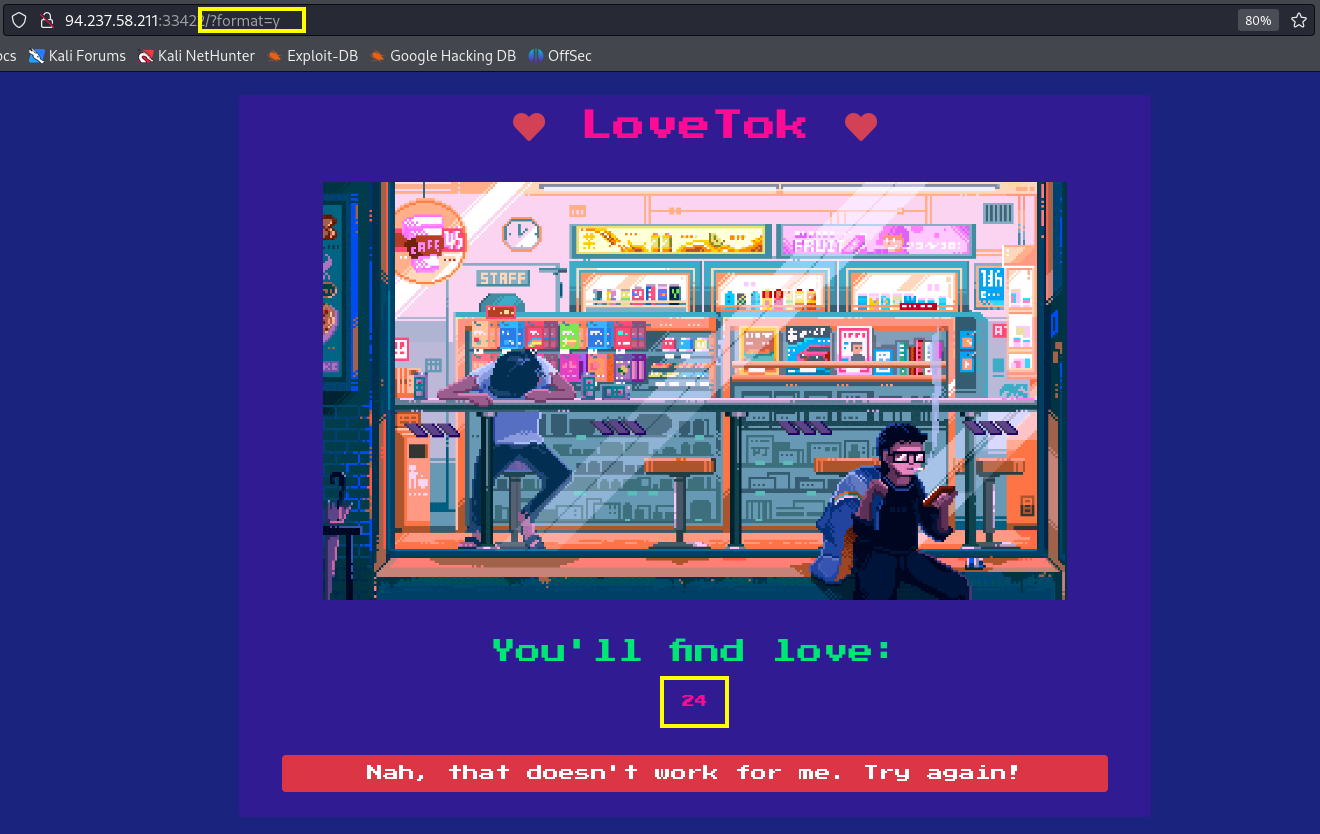 94.237.58.211:33422/?format=y
80%
ocs Kali Forums Kali NetHunter Exploit-DB Google Hacking DB OffSec
LoveTok
CAFE
45
STAFF
FRUIT
You'll find love:
24
Nah, that doesn't work for me. Try again!